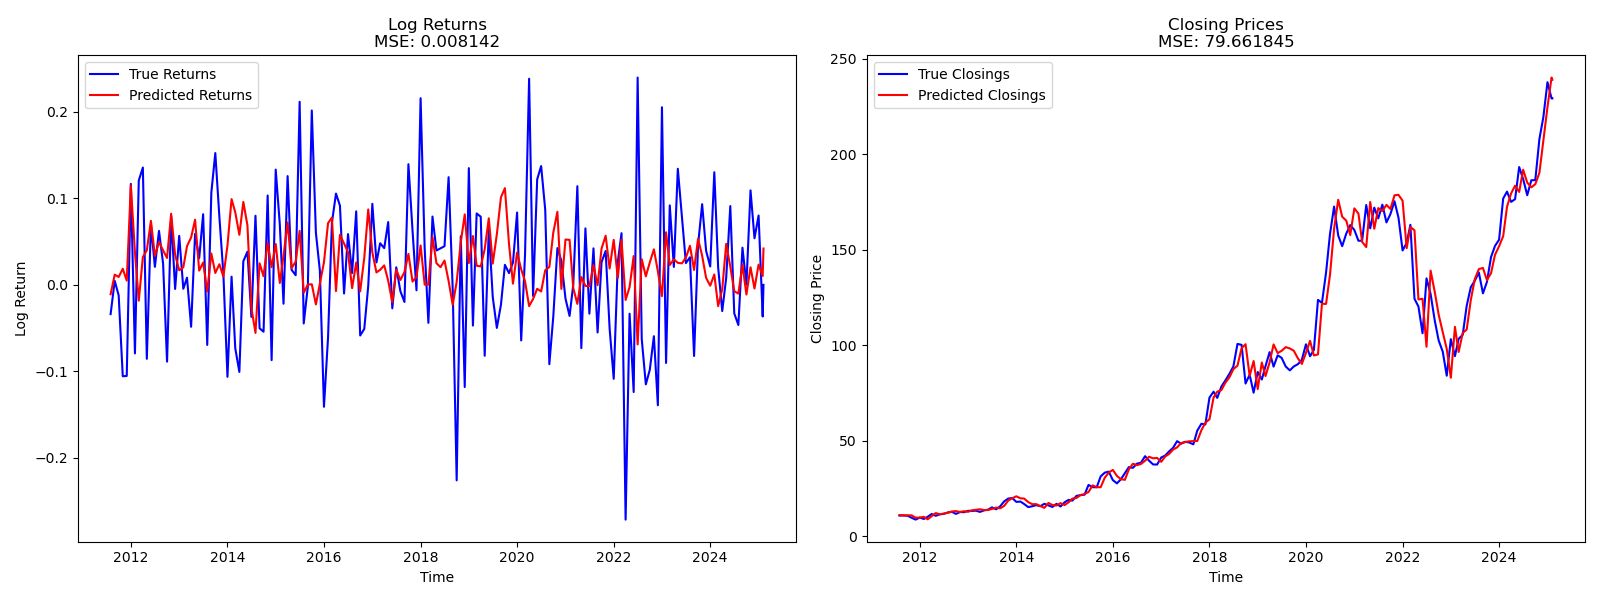 Log Returns
MSE: 0.008142
True Returns
Predicted Returns
0.2
0.1
0.0
−0.1
−0.2
Log Return
2012 2014 2016 2018 2020 2022 2024
Time
Closing Prices
MSE: 79.661845
True Closings
Predicted Closings
250
200
150
100
50
0
Closing Price
2012 2014 2016 2018 2020 2022 2024
Time